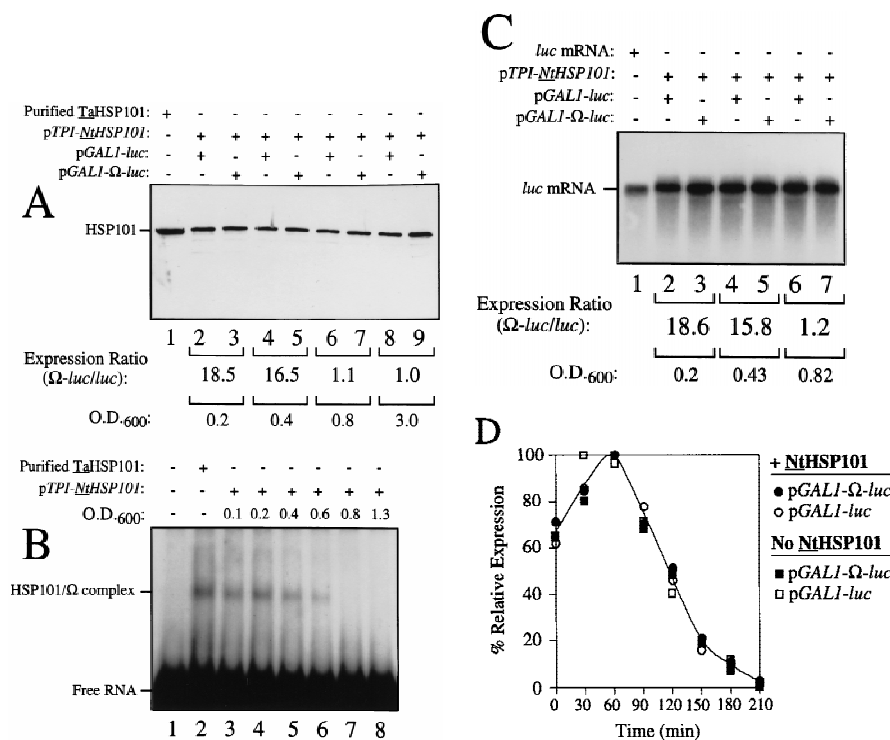 A
Purified TaHSP101: + - - - - - - - -
pTPI-NtHSP101: - + + + + + + + +
pGAL1-luc: - + - + - + - + -
pGAL1-Ω-luc: - - + - + - + - +
HSP101
1 2 3 4 5 6 7 8 9
Expression Ratio
(Ω-luc/luc): 18.5 16.5 1.1 1.0
O.D.600: 0.2 0.4 0.8 3.0
B
Purified TaHSP101: - + - - - - - -
pTPI-NtHSP101: - - + + + + + +
O.D.600 0.1 0.2 0.4 0.6 0.8 1.3
HSP101/Ω complex
Free RNA
1 2 3 4 5 6 7 8
C
luc mRNA: + - - - - - -
pTPI-NtHSP101: - + + + + + +
pGAL1-luc: - + - + - + -
pGAL1-Ω-luc: - - + - + - +
luc mRNA
1 2 3 4 5 6 7
Expression Ratio
(Ω-luc/luc): 18.6 15.8 1.2
O.D.600: 0.2 0.43 0.82
D
% Relative Expression
100
80
60
40
20
0
0 30 60 90 120 150 180 210
Time (min)
+ NtHSP101
pGAL1-Ω-luc
pGAL1-luc
No NtHSP101
pGAL1-Ω-luc
pGAL1-luc